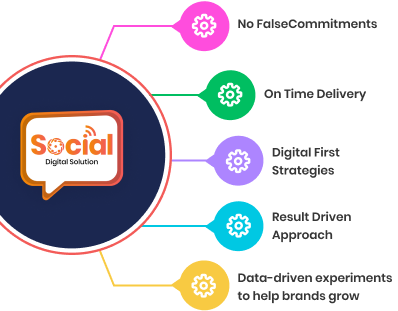 No FalseCommitments
On Time Delivery
Social
Digital Solution
Digital First
Strategies
Result Driven
Approach
Data-driven experiments
to help brands grow